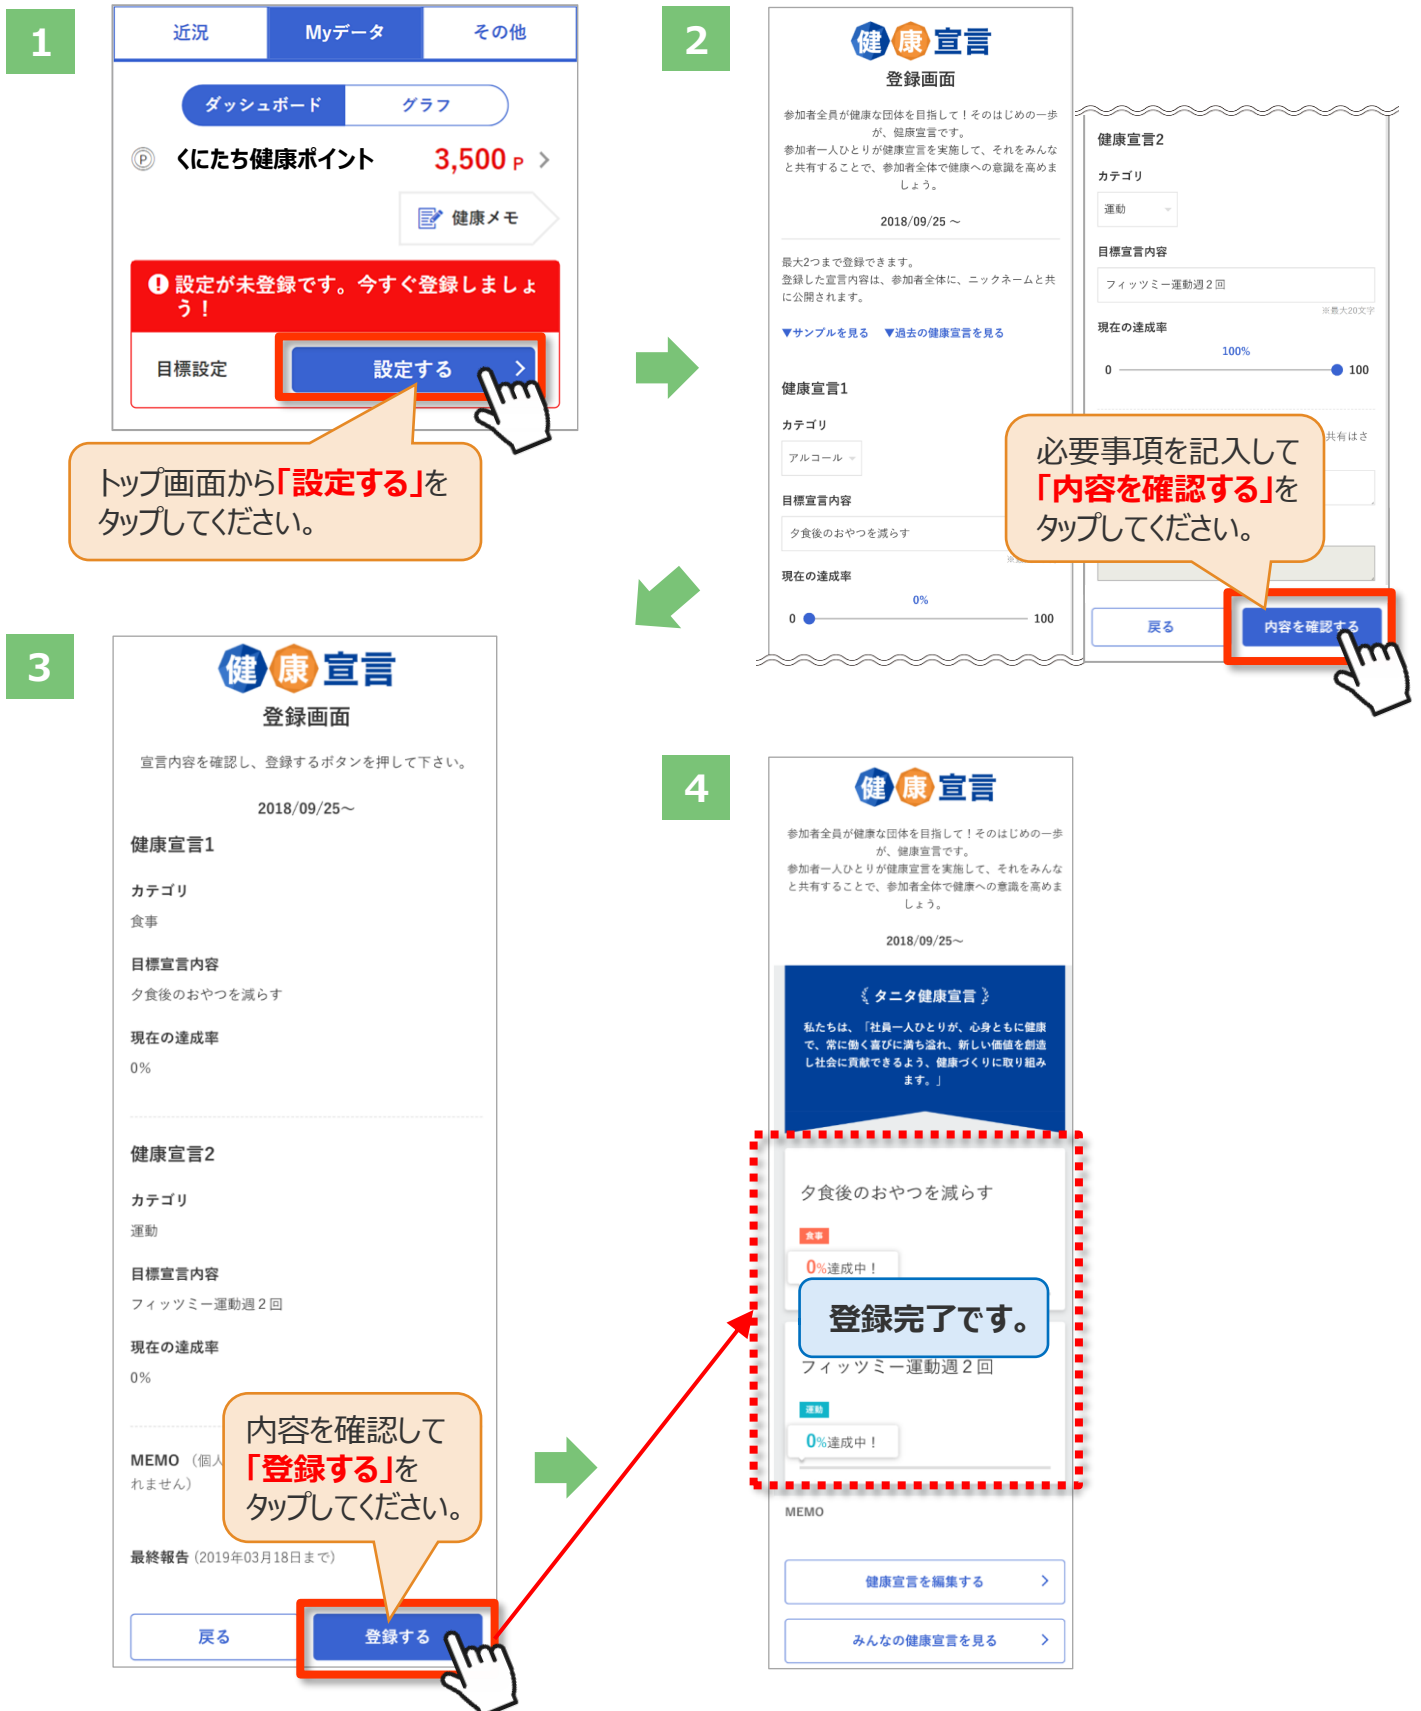 1
近況
Myデータ
その他
ダッシュボード
グラフ
P
くにたち健康ポイント
3,500 P
健康メモ
設定が未登録です。今すぐ登録しましょ
う！
目標設定
設定する
トップ画面から「設定する」を
タップしてください。
2
健康宣言
登録画面
参加者全員が健康な団体を目指して！そのはじめの一歩
が、健康宣言です。
参加者一人ひとりが健康宣言を実施して、それをみんな
と共有することで、参加者全体で健康への意識を高めま
しょう。
2018/09/25 ～
最大2つまで登録できます。
登録した宣言内容は、参加者全体に、ニックネームと共
に公開されます。
▼サンプルを見る ▼過去の健康宣言を見る
健康宣言1
カテゴリ
アルコール
目標宣言内容
夕食後のおやつを減らす
現在の達成率
0%
0
100
健康宣言2
カテゴリ
運動
目標宣言内容
フィッツミー運動週２回
※最大20文字
現在の達成率
100%
0
100
共有はさ
必要事項を記入して
「内容を確認する」を
タップしてください。
戻る
内容を確認する
3
健康宣言
登録画面
宣言内容を確認し、登録するボタンを押して下さい。
2018/09/25～
健康宣言1
カテゴリ
食事
目標宣言内容
夕食後のおやつを減らす
現在の達成率
0%
健康宣言2
カテゴリ
運動
目標宣言内容
フィッツミー運動週２回
現在の達成率
0%
MEMO （個人
れません）
内容を確認して
「登録する」を
タップしてください。
最終報告 (2019年03月18日まで)
戻る
登録する
4
健康宣言
参加者全員が健康な団体を目指して！そのはじめの一歩
が、健康宣言です。
参加者一人ひとりが健康宣言を実施して、それをみんな
と共有することで、参加者全体で健康への意識を高めま
しょう。
2018/09/25～
タニタ健康宣言
私たちは、「社員一人ひとりが、心身ともに健康
で、常に働く喜びに満ち溢れ、新しい価値を創造
し社会に貢献できるよう、健康づくりに取り組み
ます。」
夕食後のおやつを減らす
食事
0%達成中！
登録完了です。
フィッツミー運動週２回
運動
0%達成中！
MEMO
健康宣言を編集する
みんなの健康宣言を見る